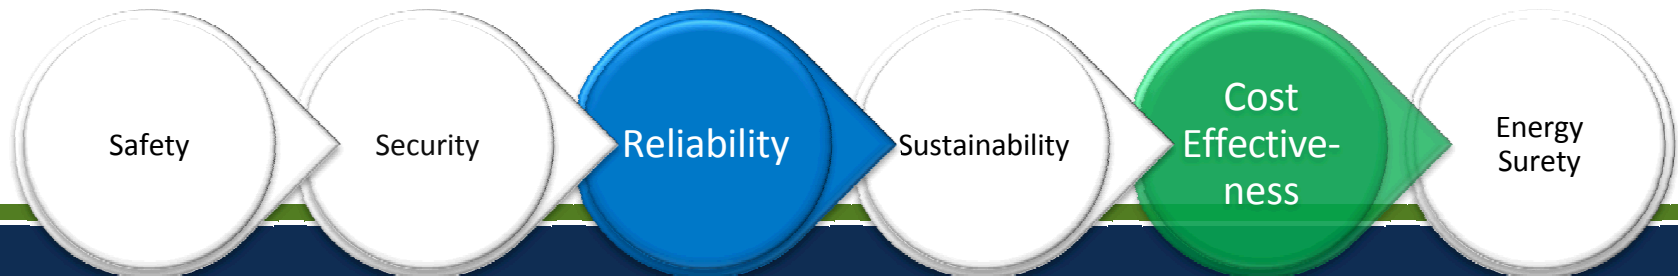 Safety
Security
Reliability
Sustainability
Cost
Effective-
ness
Energy
Surety